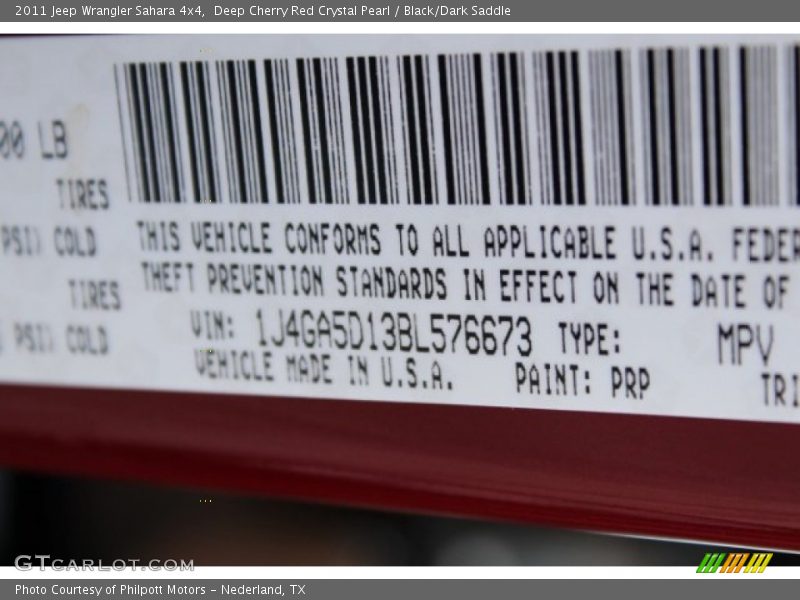 2011 Jeep Wrangler Sahara 4x4,  Deep Cherry Red Crystal Pearl / Black/Dark Saddle
00 LB
TIRES
PSI) COLD
TIRES
PSI) COLD
THIS VEHICLE CONFORMS TO ALL APPLICABLE U.S.A. FEDER
THEFT PREVENTION STANDARDS IN EFFECT ON THE DATE OF
VIN: 1J4GA5D13BL576673 TYPE: MPV
VEHICLE MADE IN U.S.A. PAINT: PRP TRI
GTCARLOT.COM
Photo Courtesy of Philpott Motors – Nederland, TX